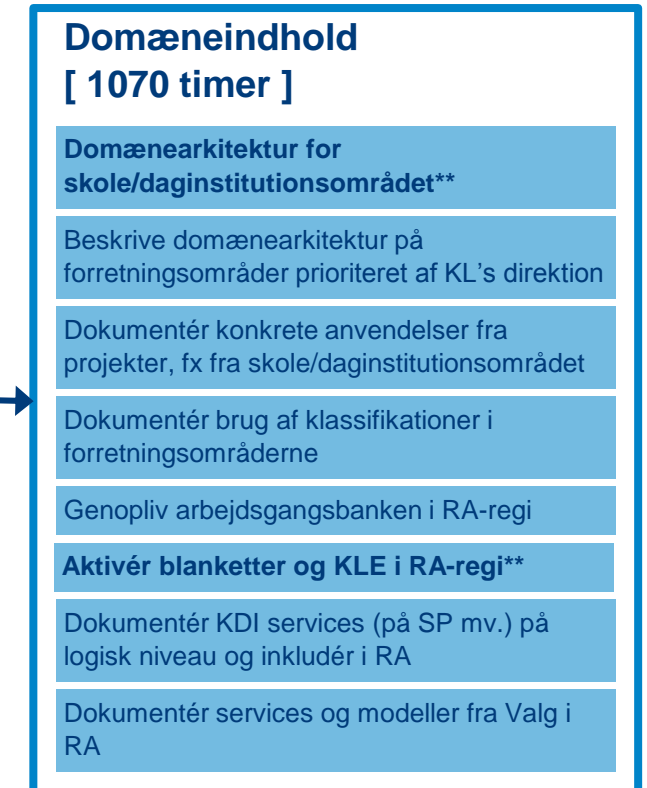 Domæneindhold
[ 1070 timer ]
Domænearkitektur for
skole/daginstitutionsområdet**
Beskrive domænearkitektur på
forretningsområder prioriteret af KL's direktion
Dokumentér konkrete anvendelser fra
projekter, fx fra skole/daginstitutionsområdet
Dokumentér brug af klassifikationer i
forretningsområderne
Genopliv arbejdsgangsbanken i RA-regi
Aktivér blanketter og KLE i RA-regi**
Dokumentér KDI services (på SP mv.) på
logisk niveau og inkludér i RA
Dokumentér services og modeller fra Valg i
RA